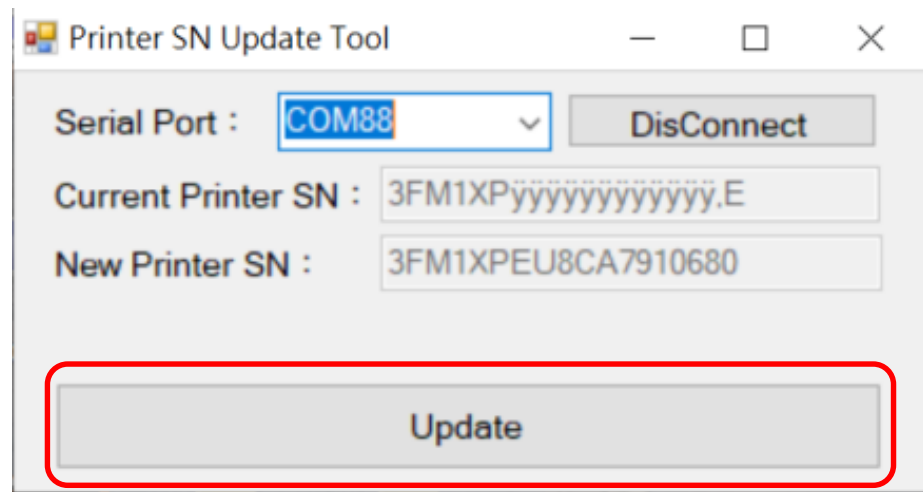 Printer SN Update Tool
Serial Port： COM88 DisConnect
Current Printer SN： 3FM1XPÿÿÿÿÿÿÿÿÿÿÿÿ,E
New Printer SN： 3FM1XPEU8CA7910680
Update